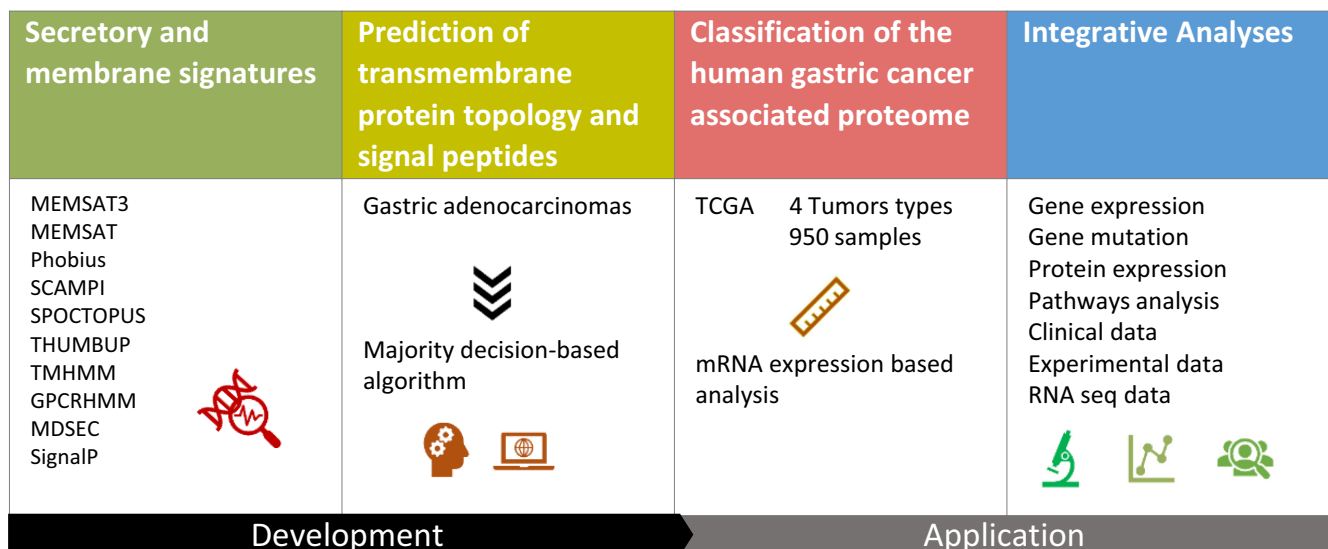 Secretory and
membrane signatures
Prediction of
transmembrane
protein topology and
signal peptides
Classification of the
human gastric cancer
associated proteome
Integrative Analyses
MEMSAT3
MEMSAT
Phobius
SCAMPI
SPOCTOPUS
THUMBUP
TMHMM
GPCRHMM
MDSEC
SignalP
Gastric adenocarcinomas
Majority decision-based
algorithm
TCGA 4 Tumors types
950 samples
mRNA expression based
analysis
Gene expression
Gene mutation
Protein expression
Pathways analysis
Clinical data
Experimental data
RNA seq data
Development
Application